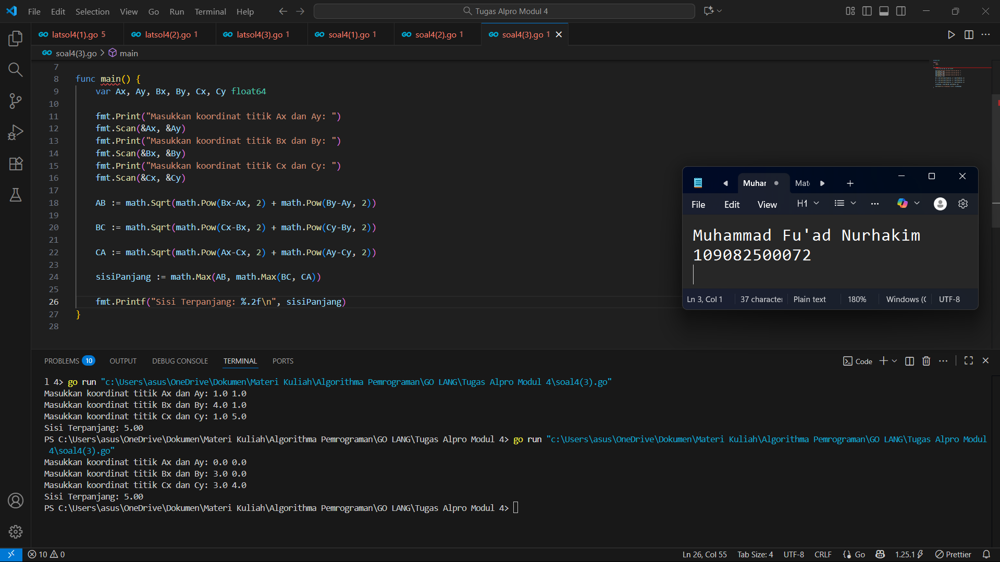 File Edit Selection View Go Run Terminal Help
Tugas Alpro Modul 4
latsol4(1).go 5
latsol4(2).go 1
latsol4(3).go 1
soal4(1).go 1
soal4(2).go 1
soal4(3).go 1
soal4(3).go > main
7
8 func main() {
9 var Ax, Ay, Bx, By, Cx, Cy float64
10
11 fmt.Print("Masukkan koordinat titik Ax dan Ay: ")
12 fmt.Scan(&Ax, &Ay)
13 fmt.Print("Masukkan koordinat titik Bx dan By: ")
14 fmt.Scan(&Bx, &By)
15 fmt.Print("Masukkan koordinat titik Cx dan Cy: ")
16 fmt.Scan(&Cx, &Cy)
17
18 AB := math.Sqrt(math.Pow(Bx-Ax, 2) + math.Pow(By-Ay, 2))
19
20 BC := math.Sqrt(math.Pow(Cx-Bx, 2) + math.Pow(Cy-By, 2))
21
22 CA := math.Sqrt(math.Pow(Ax-Cx, 2) + math.Pow(Ay-Cy, 2))
23
24 sisiPanjang := math.Max(AB, math.Max(BC, CA))
25
26 fmt.Printf("Sisi Terpanjang: %.2f\n", sisiPanjang)
27 }
28
Muhar
Mat
File Edit View H1
Muhammad Fu'ad Nurhakim
109082500072
Ln 3, Col 1 37 character Plain text 180% Windows (C UTF-8
PROBLEMS 10 OUTPUT DEBUG CONSOLE TERMINAL PORTS
Code
l 4> go run "c:\Users\asus\OneDrive\Dokumen\Materi Kuliah\Algorithma Pemrograman\GO LANG\Tugas Alpro Modul 4\soal4(3).go"
Masukkan koordinat titik Ax dan Ay: 1.0 1.0
Masukkan koordinat titik Bx dan By: 4.0 1.0
Masukkan koordinat titik Cx dan Cy: 1.0 5.0
Sisi Terpanjang: 5.00
PS C:\Users\asus\OneDrive\Dokumen\Materi Kuliah\Algorithma Pemrograman\GO LANG\Tugas Alpro Modul 4> go run "c:\Users\asus\OneDrive\Dokumen\Materi Kuliah\Algorithma Pemrograman\GO LANG\Tugas Alpro Modul
4\soal4(3).go"
Masukkan koordinat titik Ax dan Ay: 0.0 0.0
Masukkan koordinat titik Bx dan By: 3.0 0.0
Masukkan koordinat titik Cx dan Cy: 3.0 4.0
Sisi Terpanjang: 5.00
PS C:\Users\asus\OneDrive\Dokumen\Materi Kuliah\Algorithma Pemrograman\GO LANG\Tugas Alpro Modul 4>
10 0
Ln 26, Col 55 Tab Size: 4 UTF-8 CRLF Go 1.25.1 Prettier